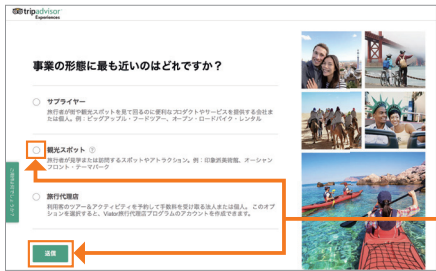 tripadvisor
Experiences
事業の形態に最も近いのはどれですか？
サプライヤー
旅行者が街や観光スポットを見て回るのに便利なプロダクトやサービスを提供する会社ま
たは個人。例：ビッグアップル・フードツアー、オープン・ロードバイク・レンタル
観光スポット
旅行者が見学または訪問するスポットやアトラクション。例：印象派美術館、オーシャン
フロント・テーマパーク
旅行代理店
利用客のツアー&アクティビティを予約して手数料を受け取る法人または個人。このオプ
ションを選択すると、Viator旅行代理店プログラムのアカウントを作成できます。
送信